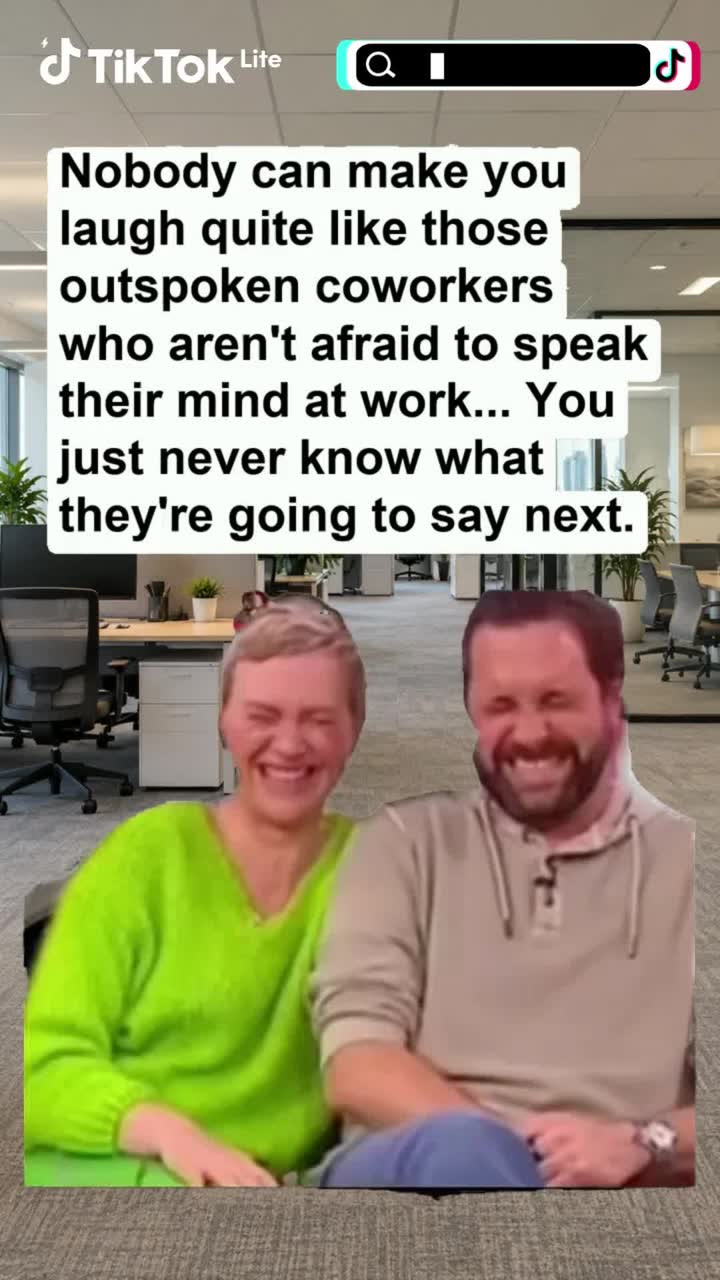 TikTok Lite
Nobody can make you
laugh quite like those
outspoken coworkers
who aren't afraid to speak
their mind at work... You
just never know what
they're going to say next.